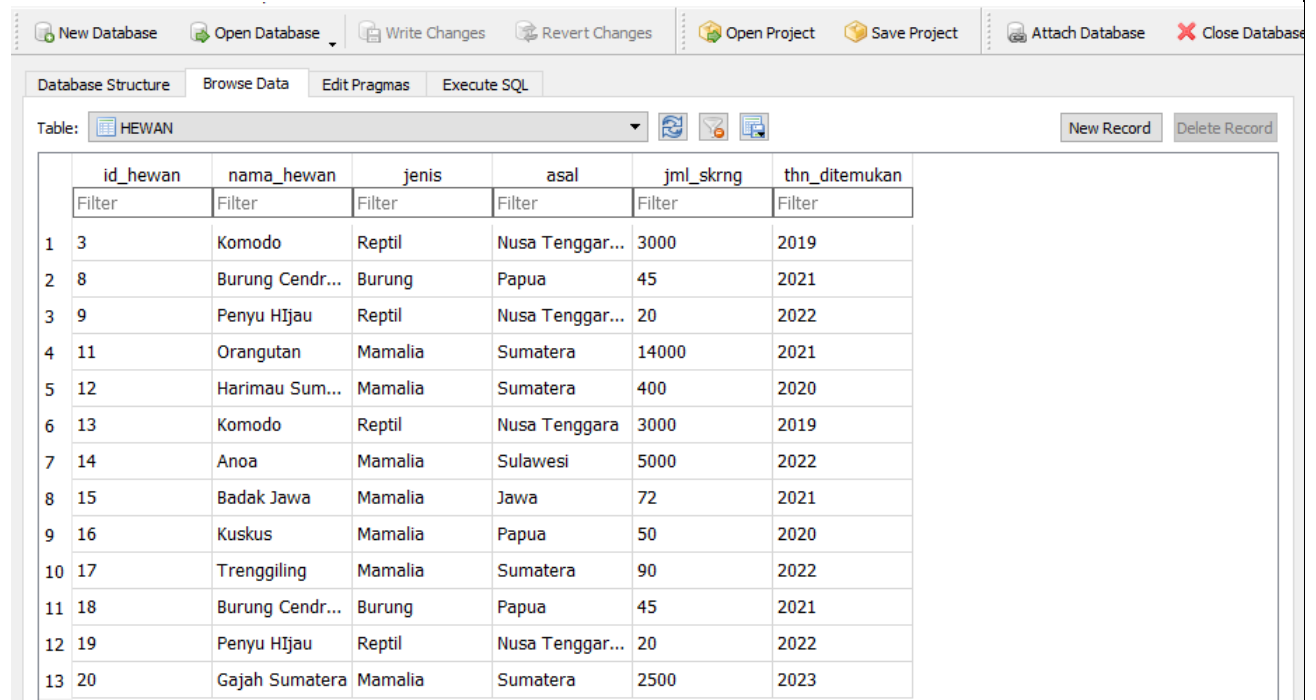 New Database Open Database Write Changes Revert Changes Open Project Save Project Attach Database Close Database
Database Structure Browse Data Edit Pragmas Execute SQL
Table: HEWAN New Record Delete Record
id_hewan nama_hewan jenis asal jml_skrng thn_ditemukan
Filter Filter Filter Filter Filter Filter
1 3 Komodo Reptil Nusa Tenggar... 3000 2019
2 8 Burung Cendr... Burung Papua 45 2021
3 9 Penyu HIjau Reptil Nusa Tenggar... 20 2022
4 11 Orangutan Mamalia Sumatera 14000 2021
5 12 Harimau Sum... Mamalia Sumatera 400 2020
6 13 Komodo Reptil Nusa Tenggara 3000 2019
7 14 Anoa Mamalia Sulawesi 5000 2022
8 15 Badak Jawa Mamalia Jawa 72 2021
9 16 Kuskus Mamalia Papua 50 2020
10 17 Trenggiling Mamalia Sumatera 90 2022
11 18 Burung Cendr... Burung Papua 45 2021
12 19 Penyu HIjau Reptil Nusa Tenggar... 20 2022
13 20 Gajah Sumatera Mamalia Sumatera 2500 2023